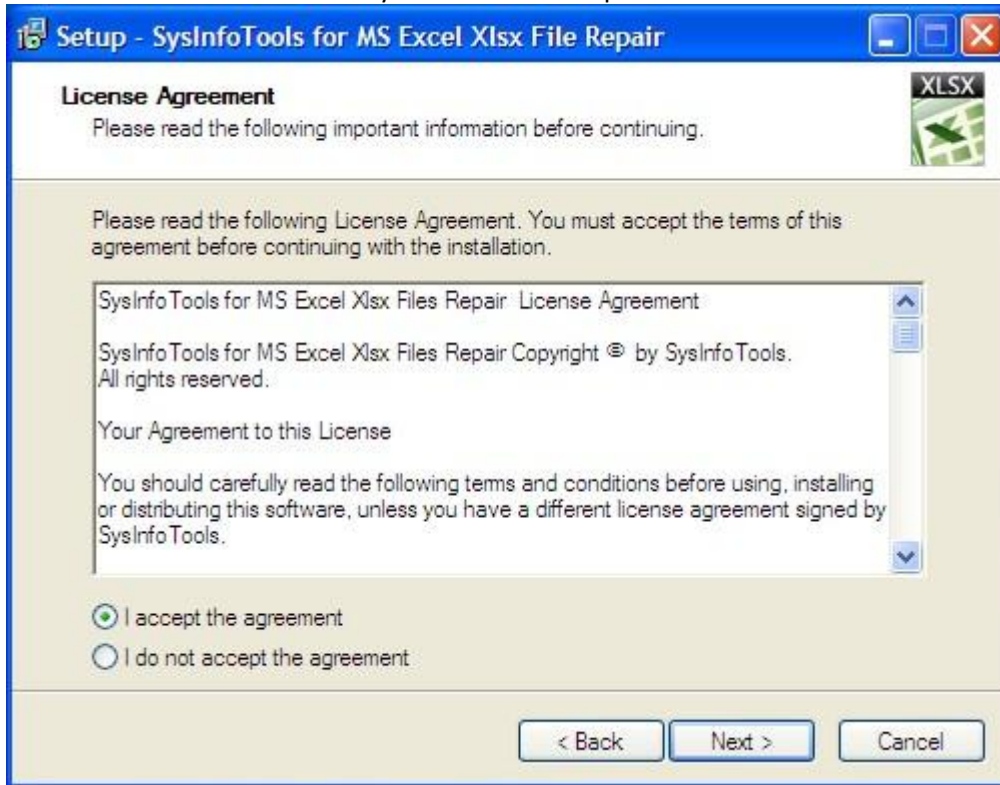 Setup - SysInfoTools for MS Excel Xlsx File Repair
XLSX
License Agreement
Please read the following important information before continuing.
Please read the following License Agreement. You must accept the terms of this
agreement before continuing with the installation.
SysInfoTools for MS Excel Xlsx Files Repair License Agreement
SysInfoTools for MS Excel Xlsx Files Repair Copyright © by SysInfoTools.
All rights reserved.
Your Agreement to this License
You should carefully read the following terms and conditions before using, installing
or distributing this software, unless you have a different license agreement signed by
SysInfoTools.
I accept the agreement
I do not accept the agreement
< Back Next > Cancel